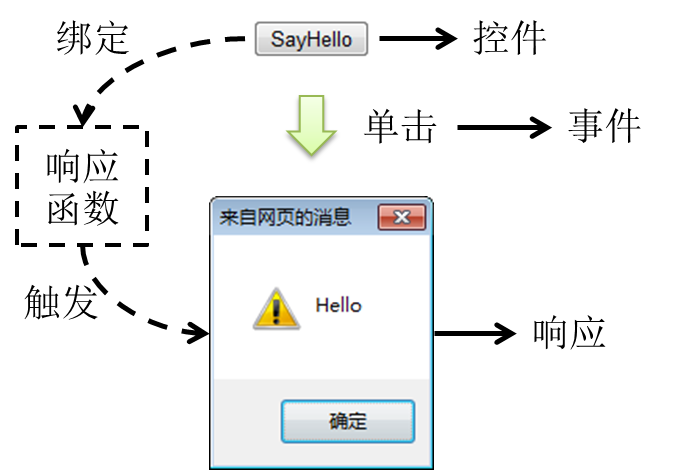 绑定
SayHello
控件
单击
事件
响应
函数
来自网页的消息
触发
Hello
响应
确定